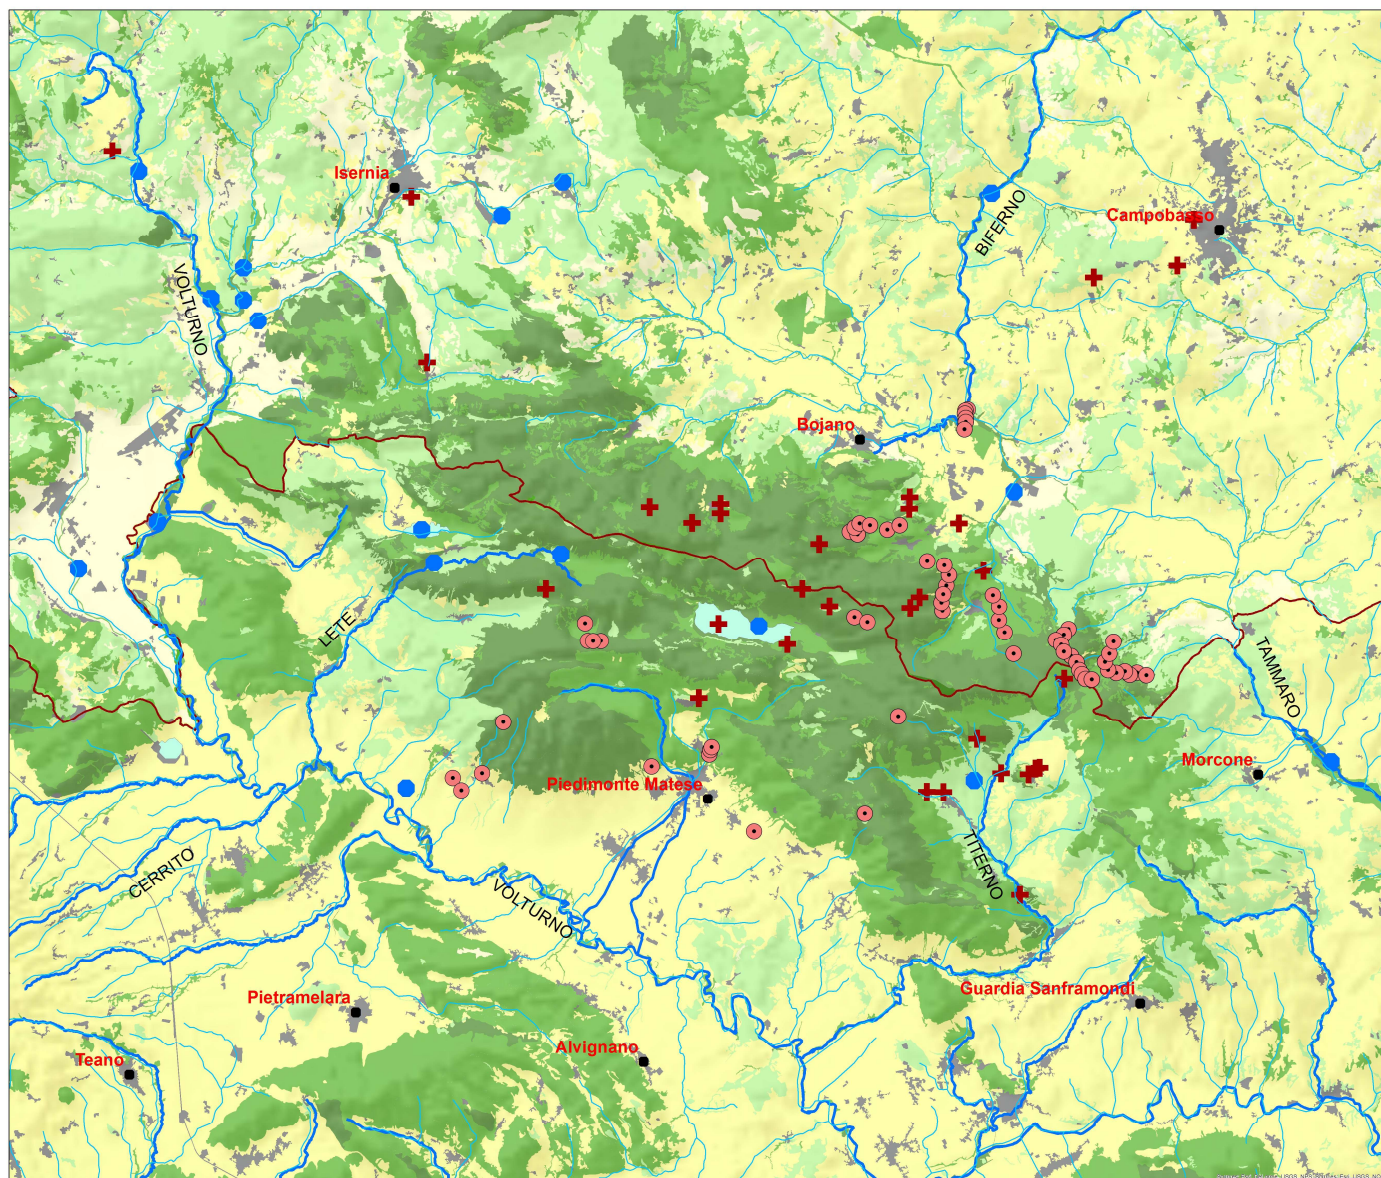 Isernia
Campobasso
BIFERNO
VOLTURNO
Bojano
LETE
TAMMARO
Morcone
Piedimonte Matese
TITERNO
CERRITO
VOLTURNO
Guardia Sanframondi
Pietramelara
Alvignano
Teano